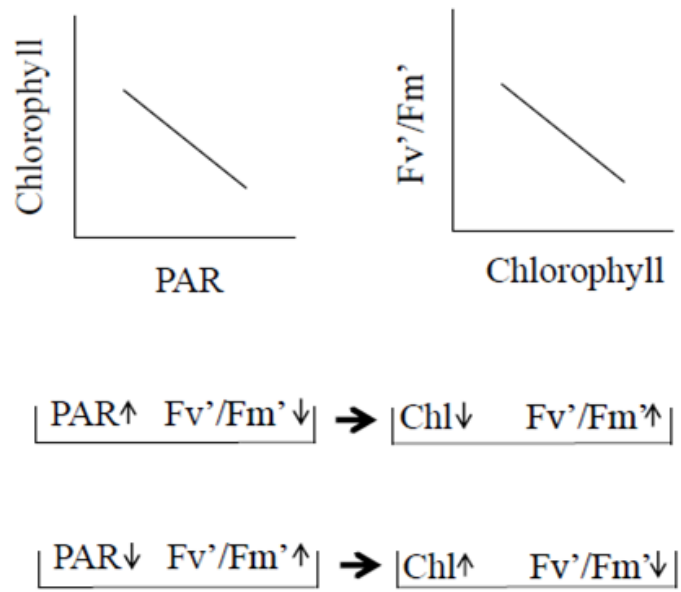 Chlorophyll
PAR
Fv’/Fm’
Chlorophyll
PAR↑ Fv’/Fm’↓ → Chl↓ Fv’/Fm’↑
PAR↓ Fv’/Fm’↑ → Chl↑ Fv’/Fm’↓